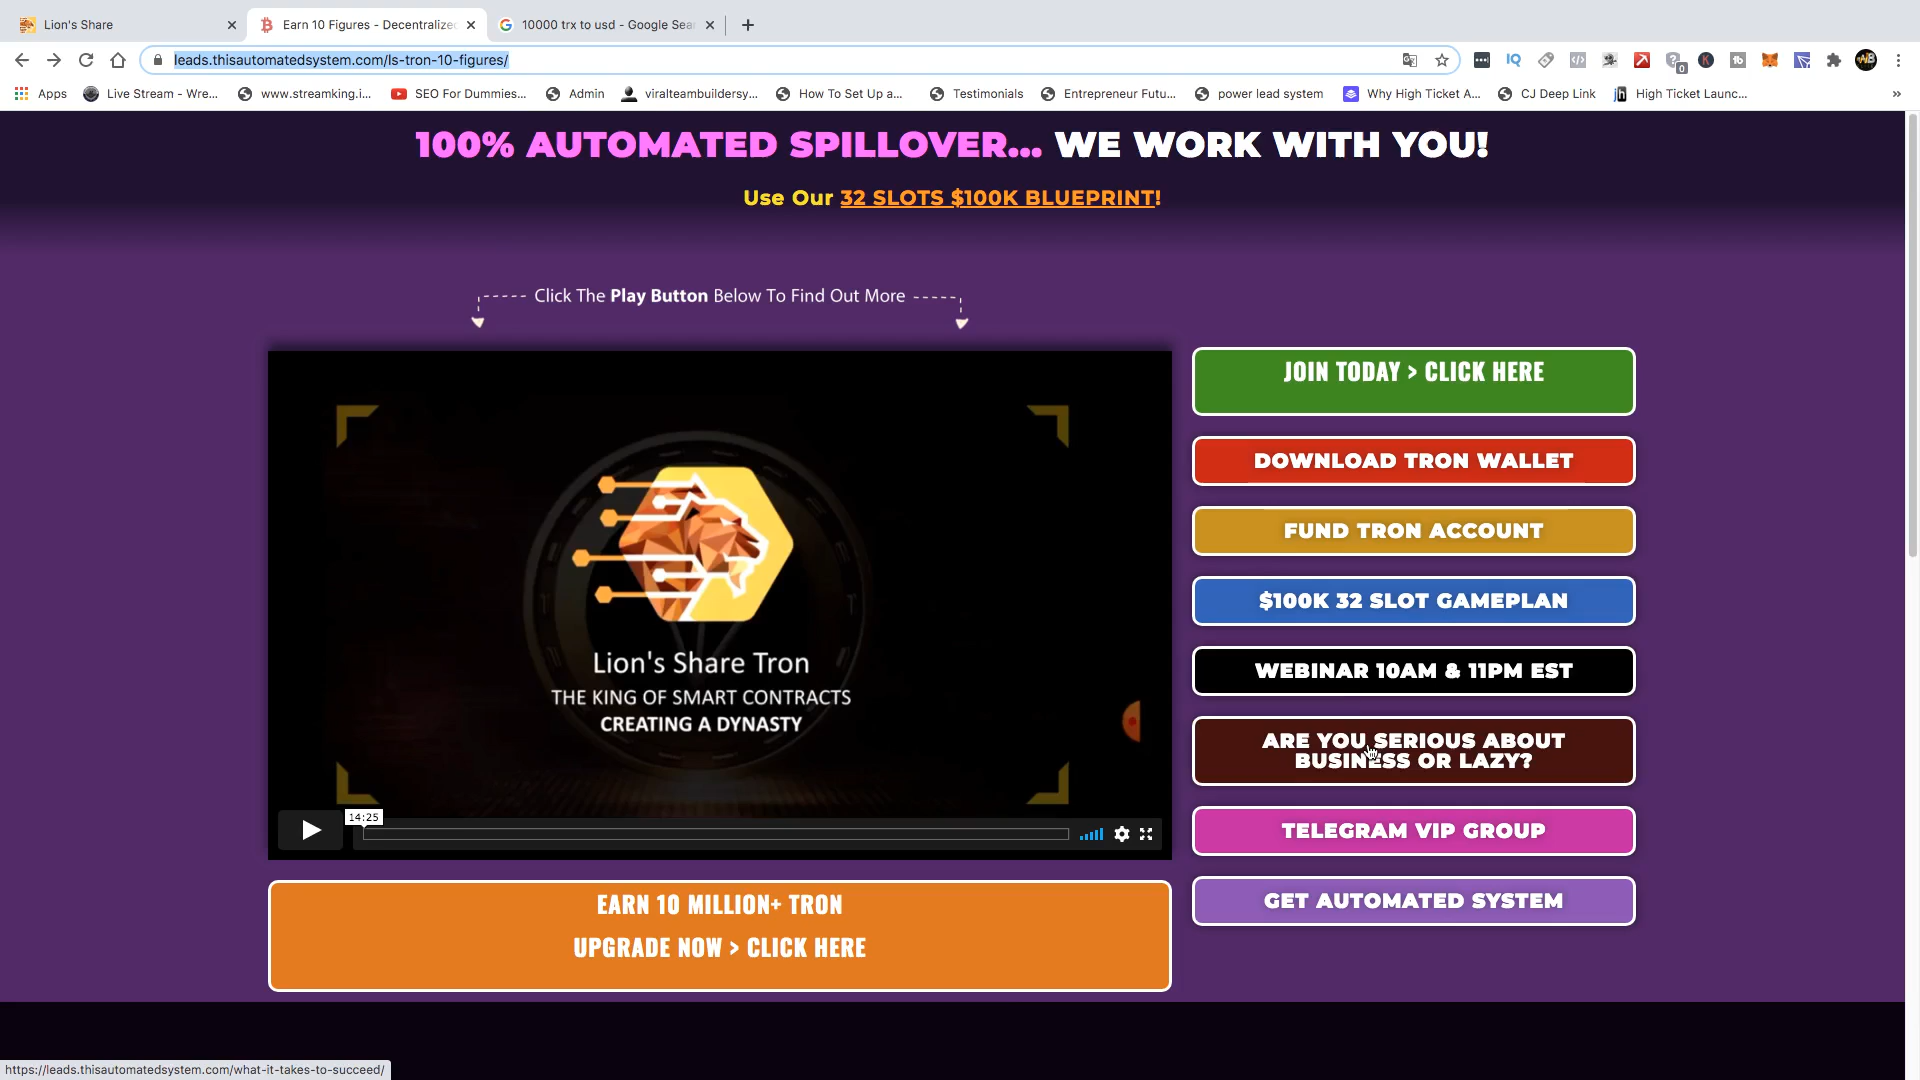 Lion's Share
Earn 10 Figures - Decentralized
10000 trx to usd - Google Sear
leads.thisautomatedsystem.com/ls-tron-10-figures/
Apps
Live Stream - Wre...
www.streamking.i...
SEO For Dummies...
Admin
viralteambuildersy...
How To Set Up a...
Testimonials
Entrepreneur Futu...
power lead system
Why High Ticket A...
CJ Deep Link
High Ticket Launc...
100% AUTOMATED SPILLOVER... WE WORK WITH YOU!
Use Our 32 SLOTS $100K BLUEPRINT!
Click The Play Button Below To Find Out More
Lion's Share Tron
THE KING OF SMART CONTRACTS
CREATING A DYNASTY
14:25
EARN 10 MILLION+ TRON
UPGRADE NOW > CLICK HERE
JOIN TODAY > CLICK HERE
DOWNLOAD TRON WALLET
FUND TRON ACCOUNT
$100K 32 SLOT GAMEPLAN
WEBINAR 10AM & 11PM EST
ARE YOU SERIOUS ABOUT
BUSINESS OR LAZY?
TELEGRAM VIP GROUP
GET AUTOMATED SYSTEM
https://leads.thisautomatedsystem.com/what-it-takes-to-succeed/